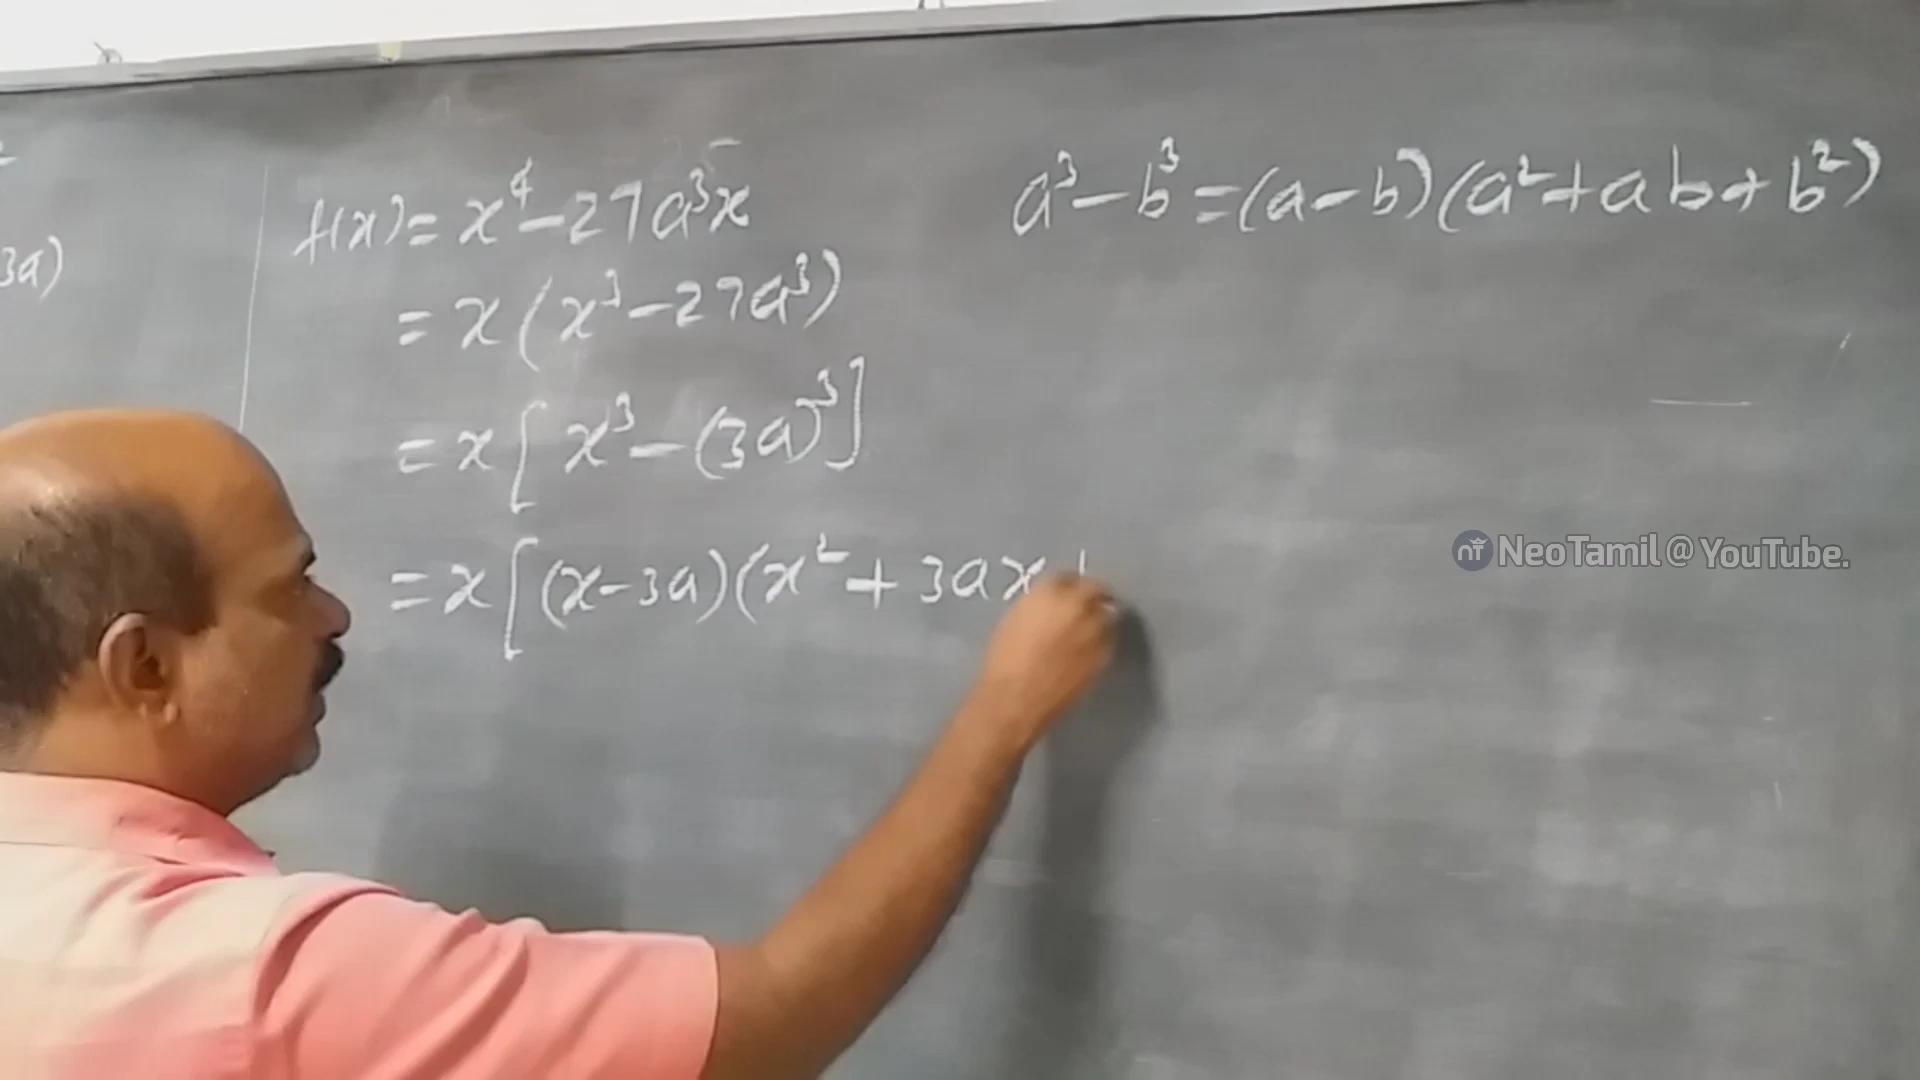 3a)
f(x) = x⁴ - 27a³x
= x(x³ - 27a³)
= x[x³ - (3a)³]
= x[(x - 3a)(x² + 3ax +
a³ - b³ = (a - b)(a² + ab + b²)
NeoTamil @ YouTube.